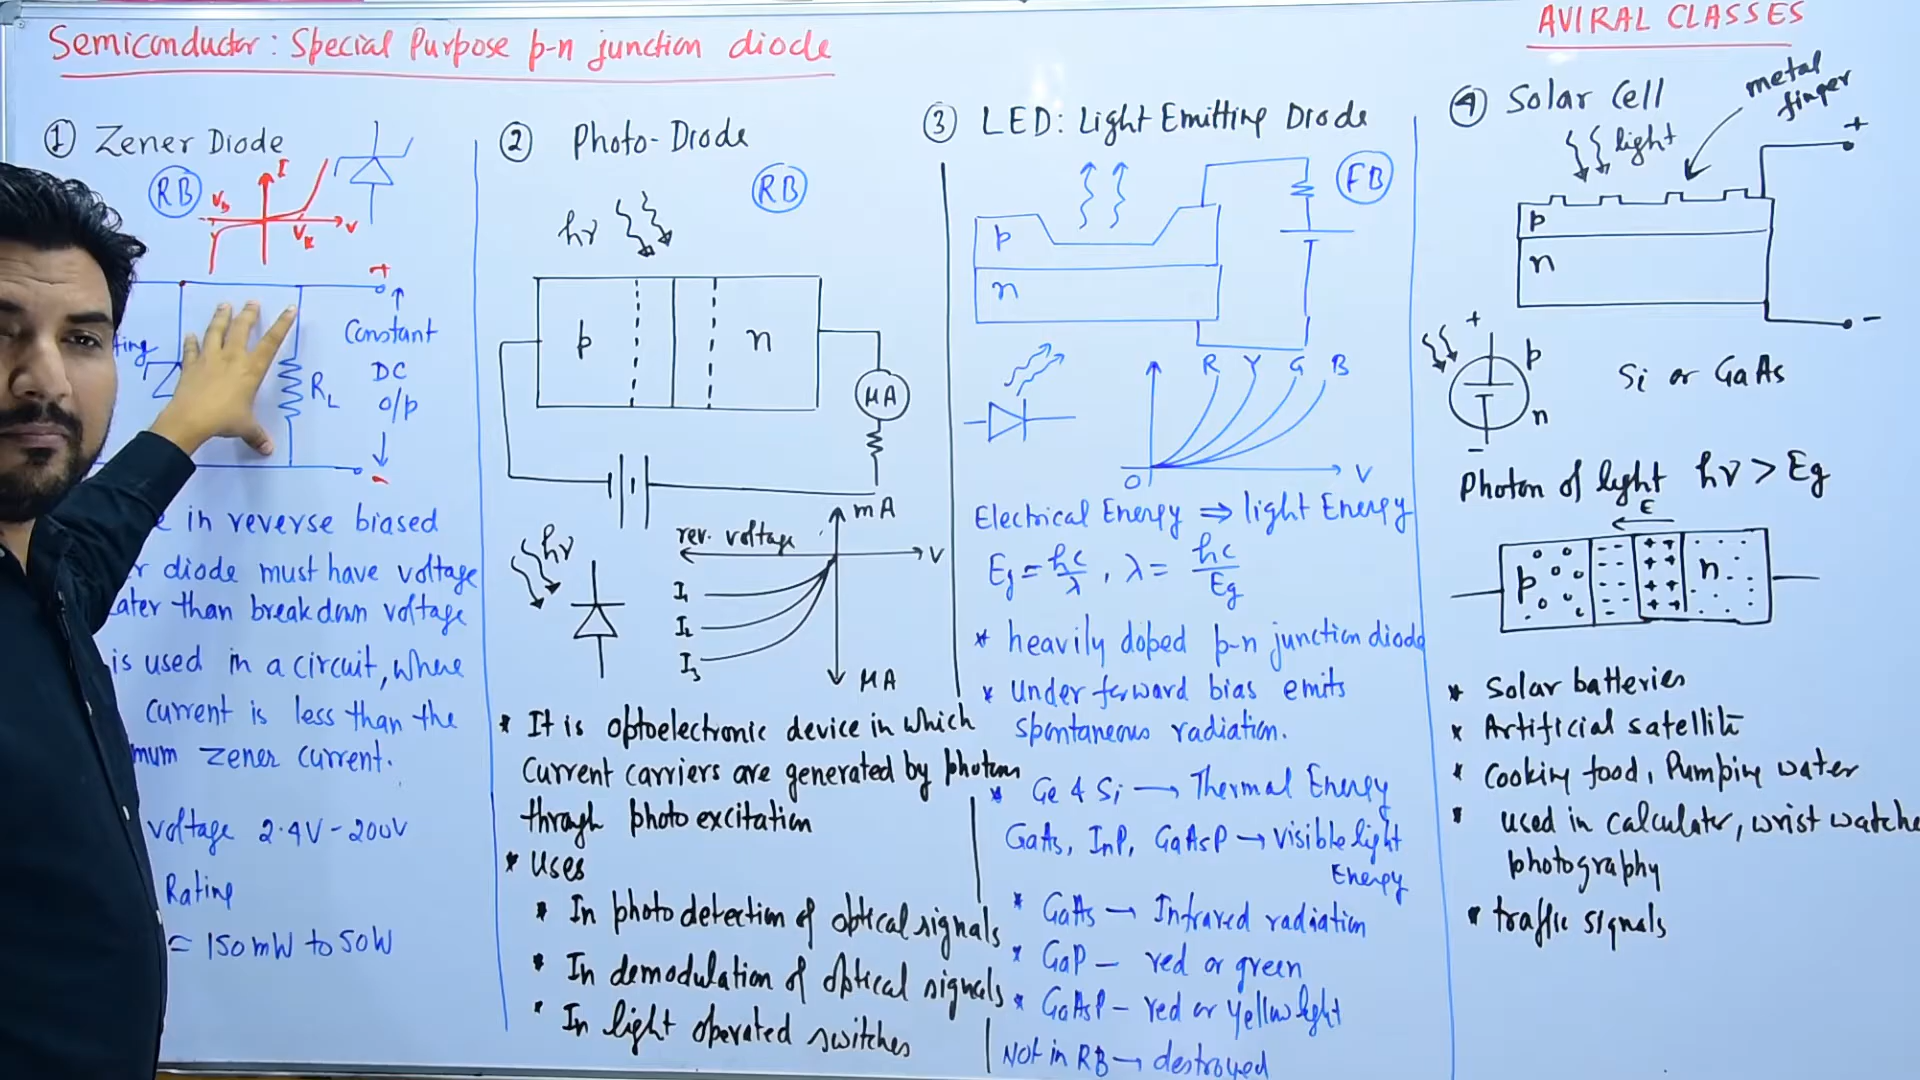 Semiconductor: Special Purpose p-n junction diode
AVIRAL CLASSES
① Zener Diode
RB
I
VB
VK
V
+
Constant
DC
o/p
RL
-
in reverse biased
diode must have voltage
than breakdown voltage
is used in a circuit, where
current is less than the
zener current.
voltage 2.4V - 200V
Rating
= 150mW to 50W
② Photo-Diode
RB
hν
p
n
μA
hν
mA
rev. voltage
V
I1
I2
I3
μA
* It is optoelectronic device in which
current carriers are generated by photons
through photo excitation
* Uses
* In photo detection of optical signals
* In demodulation of optical signals
* In light operated switches
③ LED: Light Emitting Diode
FB
p
n
R Y G B
O
V
Electrical Energy ⇒ light Energy
Eg = hc/λ, λ = hc/Eg
* heavily doped p-n junction diode
* Under forward bias emits
spontaneous radiation.
* Ge & Si → Thermal Energy
GaAs, InP, GaAsP → visible light
Energy
* GaAs → Infrared radiation
* GaP – red or green
* GaAsP – red or yellow light
Not in RB → destroyed
④ Solar Cell
metal
finger
light
+
p
n
-
+
p
n
-
Si or GaAs
Photon of light hν > Eg
E
p
n
* Solar batteries
* Artificial satellite
* Cooking food, Pumping water
* used in calculator, wrist watche
photography
* traffic signals